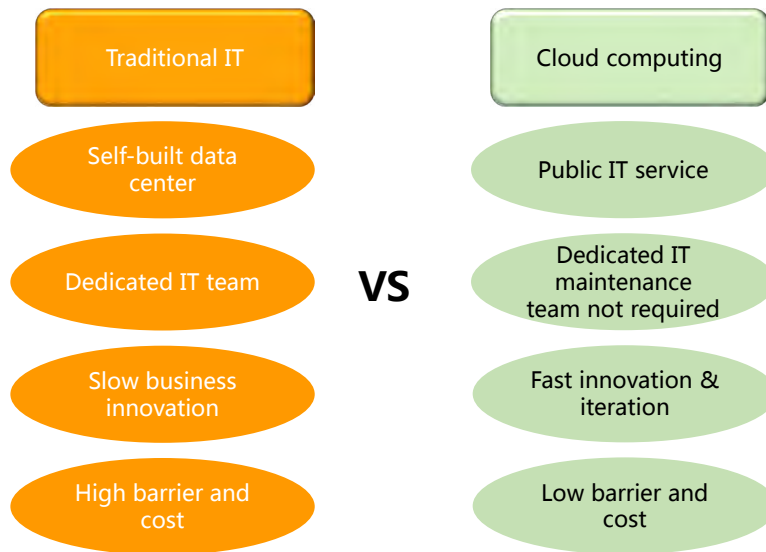 Traditional IT
Cloud computing
Self-built data
center
Public IT service
Dedicated IT team
VS
Dedicated IT
maintenance
team not required
Slow business
innovation
Fast innovation &
iteration
High barrier and
cost
Low barrier and
cost